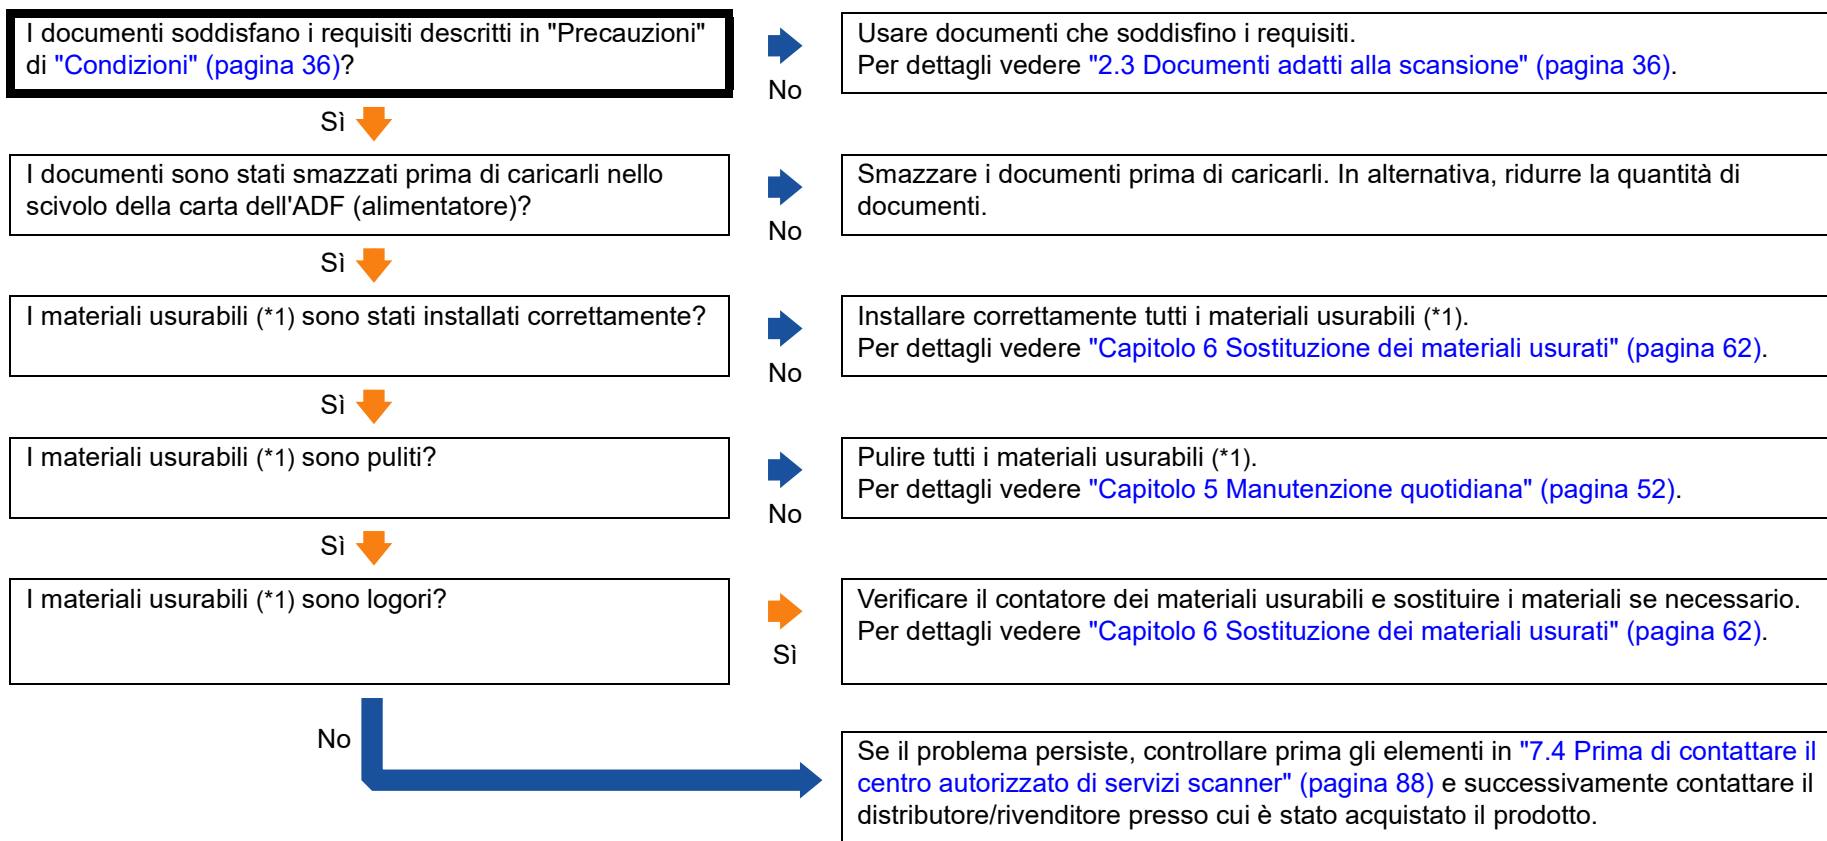 I documenti soddisfano i requisiti descritti in "Precauzioni"
di "Condizioni" (pagina 36)?
No
Usare documenti che soddisfino i requisiti.
Per dettagli vedere "2.3 Documenti adatti alla scansione" (pagina 36).
Sì
I documenti sono stati smazzati prima di caricarli nello
scivolo della carta dell'ADF (alimentatore)?
No
Smazzare i documenti prima di caricarli. In alternativa, ridurre la quantità di
documenti.
Sì
I materiali usurabili (*1) sono stati installati correttamente?
No
Installare correttamente tutti i materiali usurabili (*1).
Per dettagli vedere "Capitolo 6 Sostituzione dei materiali usurati" (pagina 62).
Sì
I materiali usurabili (*1) sono puliti?
No
Pulire tutti i materiali usurabili (*1).
Per dettagli vedere "Capitolo 5 Manutenzione quotidiana" (pagina 52).
Sì
I materiali usurabili (*1) sono logori?
Sì
Verificare il contatore dei materiali usurabili e sostituire i materiali se necessario.
Per dettagli vedere "Capitolo 6 Sostituzione dei materiali usurati" (pagina 62).
No
Se il problema persiste, controllare prima gli elementi in "7.4 Prima di contattare il
centro autorizzato di servizi scanner" (pagina 88) e successivamente contattare il
distributore/rivenditore presso cui è stato acquistato il prodotto.